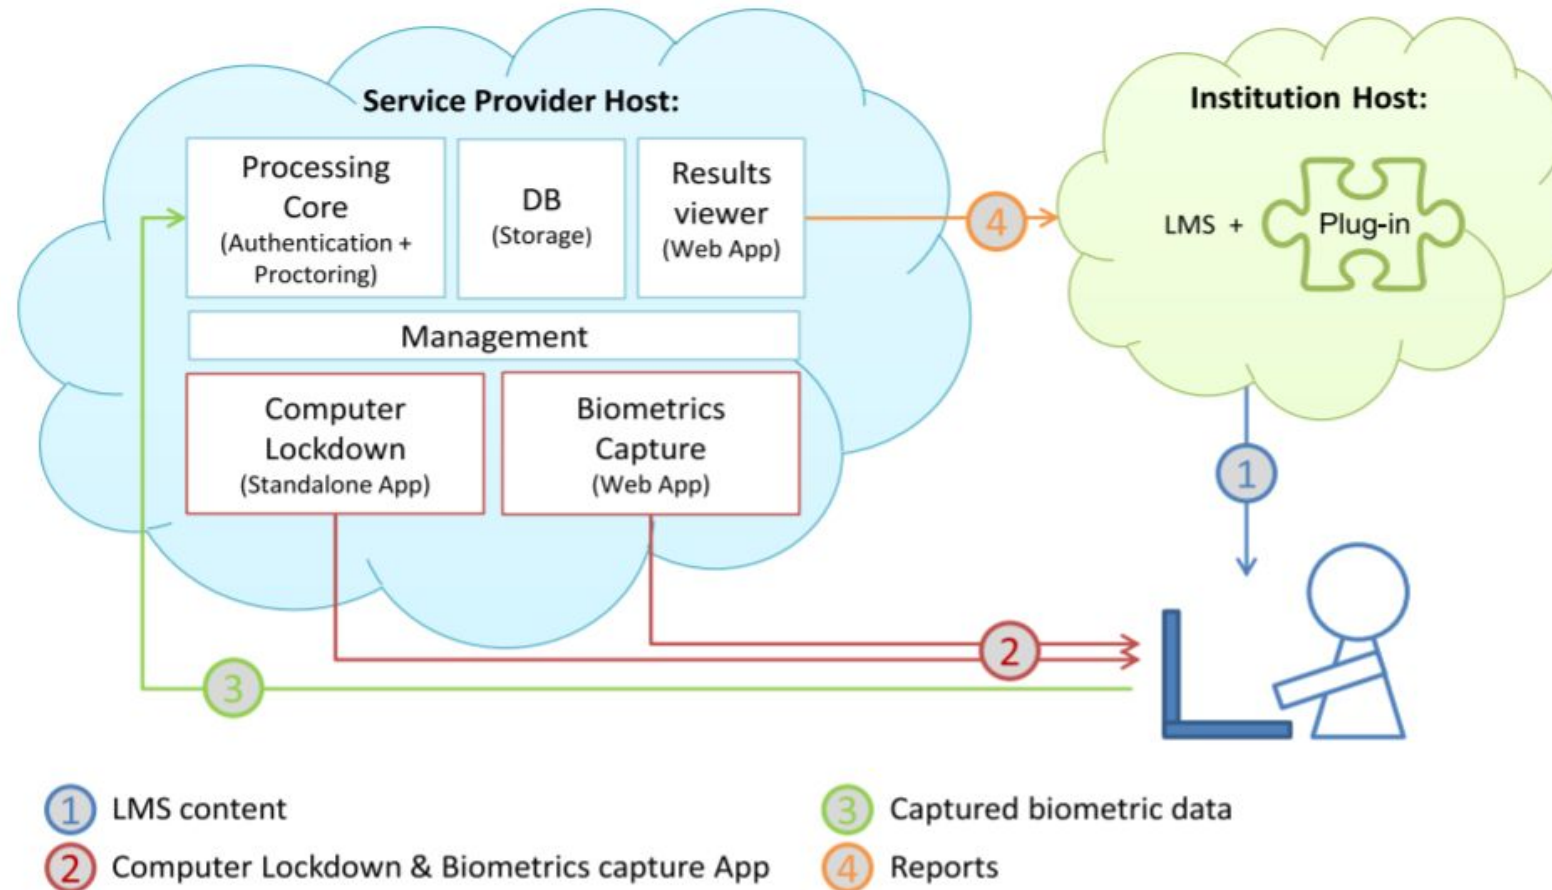 Service Provider Host:
Processing
Core
(Authentication +
Proctoring)
DB
(Storage)
Results
viewer
(Web App)
Management
Computer
Lockdown
(Standalone App)
Biometrics
Capture
(Web App)
4
Institution Host:
LMS +
Plug-in
1
2
3
1 LMS content
2 Computer Lockdown & Biometrics capture App
3 Captured biometric data
4 Reports